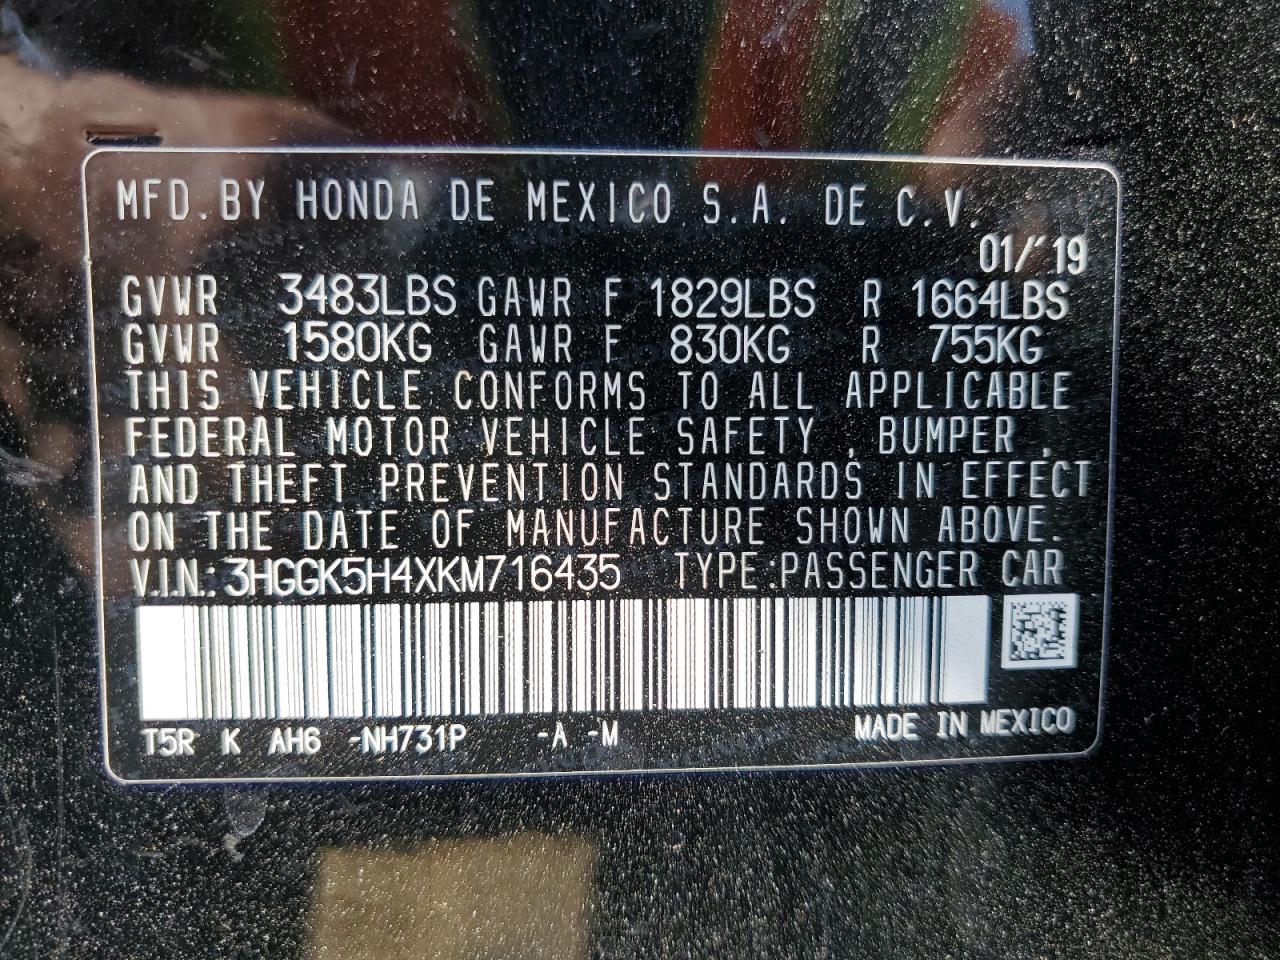 MFD. BY HONDA DE MEXICO S.A. DE C.V.
01/'19
GVWR 3483LBS GAWR F 1829LBS R 1664LBS
GVWR 1580KG GAWR F 830KG R 755KG
THIS VEHICLE CONFORMS TO ALL APPLICABLE
FEDERAL MOTOR VEHICLE SAFETY , BUMPER ,
AND THEFT PREVENTION STANDARDS IN EFFECT
ON THE DATE OF MANUFACTURE SHOWN ABOVE.
V.I.N.: 3HGGK5H4XKM716435 TYPE:PASSENGER CAR
T5R K AH6 -NH731P -A -M MADE IN MEXICO